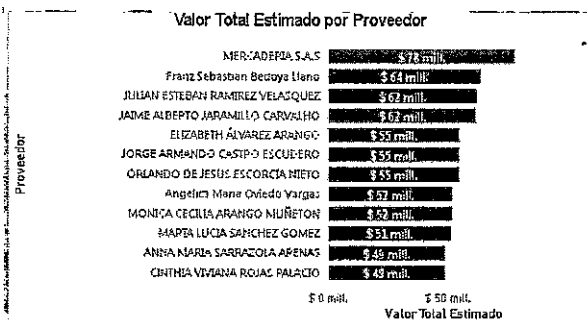 Valor Total Estimado por Proveedor
Proveedor
MERCADERIA S.A.S $ 78 mill.
Franz Sebastian Bedoya Llano $ 64 mill.
JULIAN ESTEBAN RAMIREZ VELASQUEZ $ 62 mill.
JAIME ALBERTO JARAMILLO CARVALHO $ 62 mill.
ELIZABETH ÁLVAREZ ARANGO $ 55 mill.
JORGE ARMANDO CASTRO ESCUDERO $ 55 mill.
ORLANDO DE JESUS ESCORCIA NIETO $ 55 mill.
Angelica Maria Oviedo Vargas $ 52 mill.
MONICA CECILIA ARANGO MUÑETON $ 52 mill.
MARTA LUCIA SANCHEZ GOMEZ $ 51 mill.
ANNA MARIA SARRAZOLA ARENAS $ 49 mill.
CINTHIA VIVIANA ROJAS PALACIO $ 49 mill.
$ 0 mill. $ 50 mill.
Valor Total Estimado